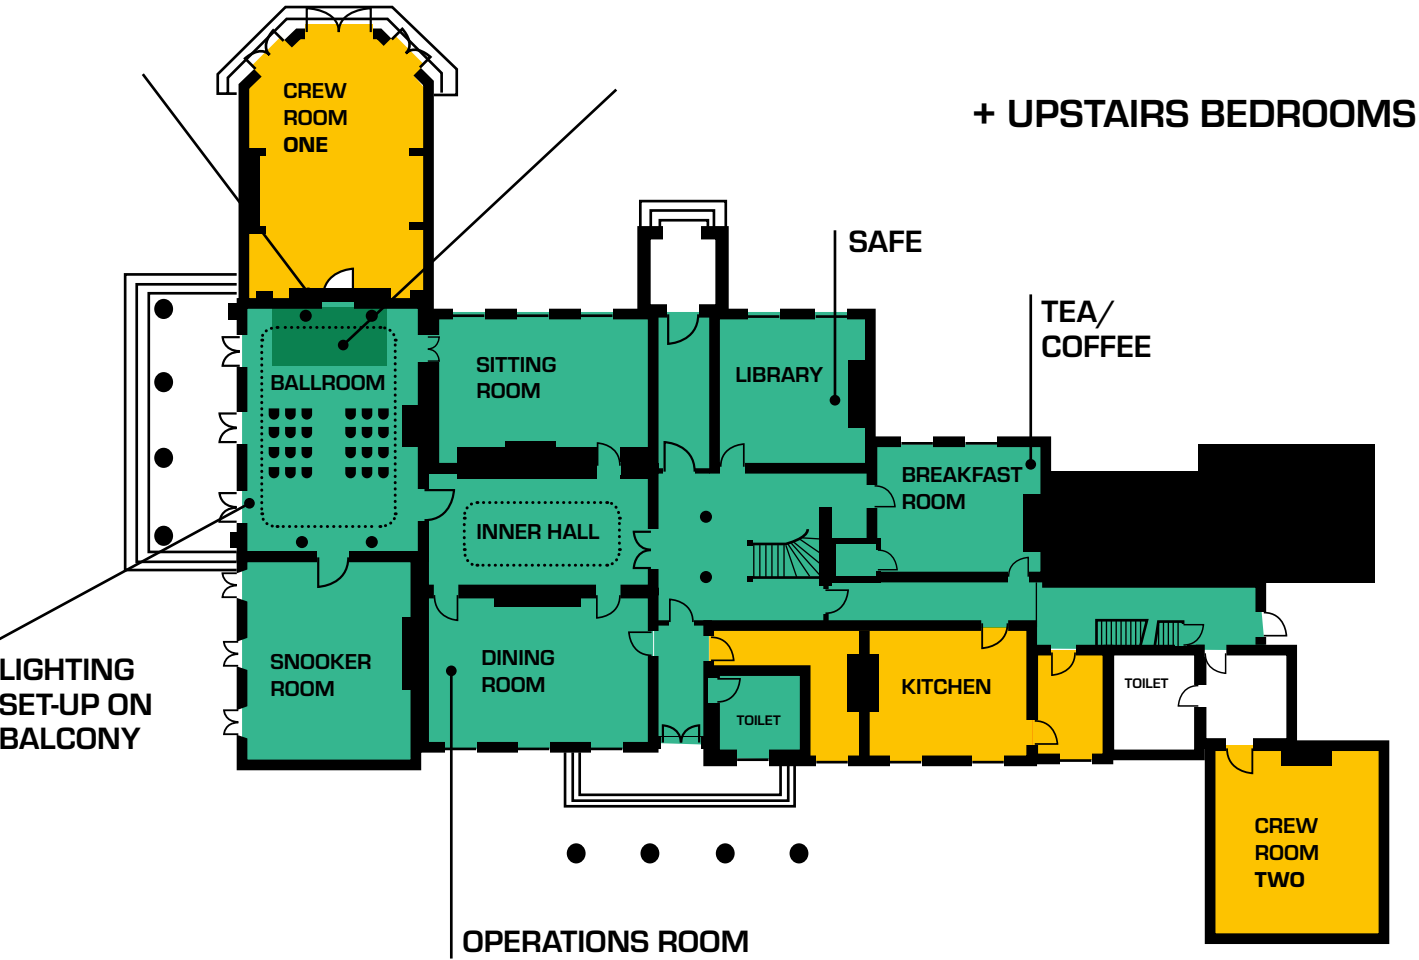 CREW
ROOM
ONE
+ UPSTAIRS BEDROOMS
SAFE
TEA/
COFFEE
SITTING
ROOM
LIBRARY
BALLROOM
BREAKFAST
ROOM
INNER HALL
LIGHTING
SET-UP ON
BALCONY
SNOOKER
ROOM
DINING
ROOM
KITCHEN
TOILET
TOILET
CREW
ROOM
TWO
OPERATIONS ROOM